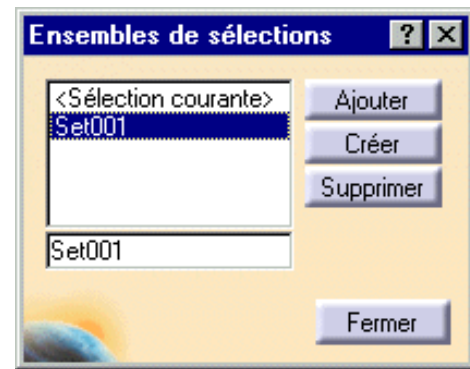 Ensembles de sélections
<Sélection courante>
Set001
Ajouter
Créer
Supprimer
Set001
Fermer